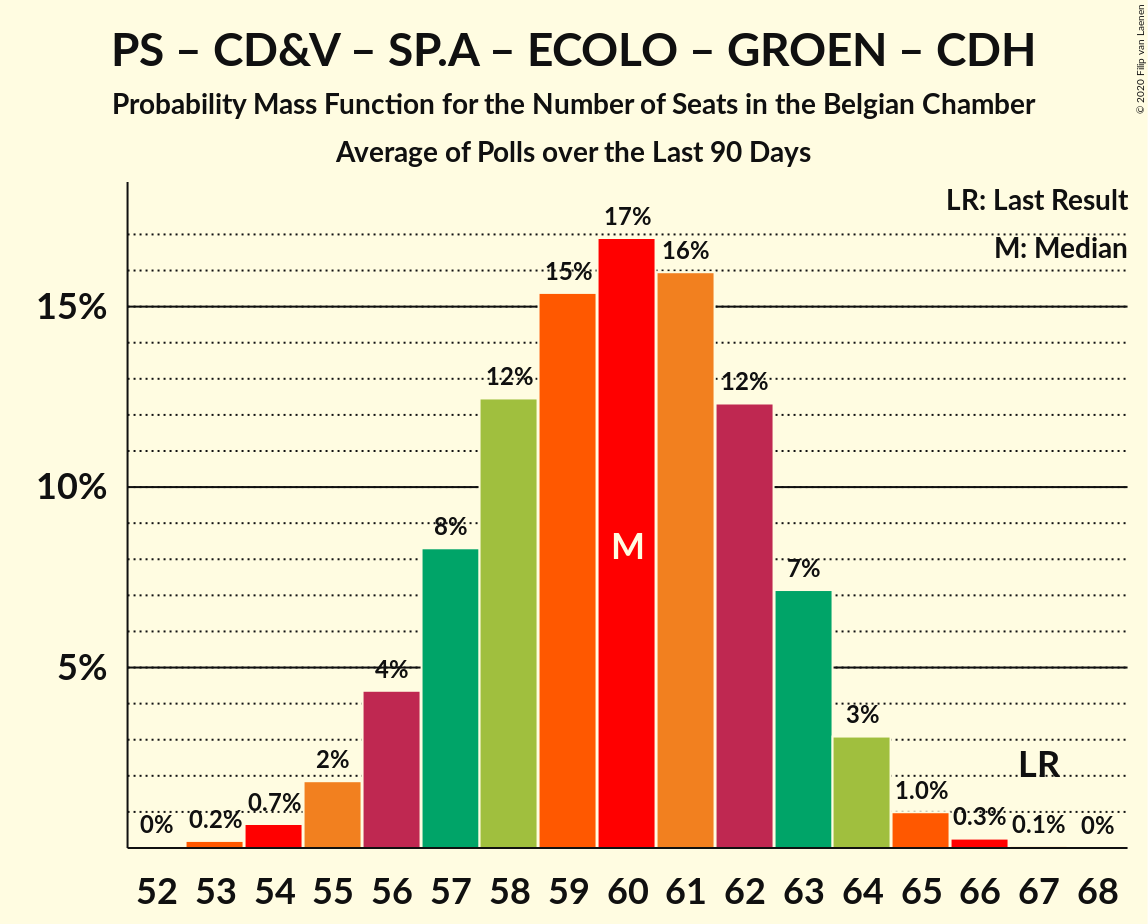 PS – CD&V – SP.A – ECOLO – GROEN – CDH
Probability Mass Function for the Number of Seats in the Belgian Chamber
Average of Polls over the Last 90 Days
© 2020 Filip van Laenen
LR: Last Result
M: Median
15%
10%
5%
0%
0.2%
0.7%
2%
4%
8%
12%
15%
17%
16%
12%
7%
3%
1.0%
0.3%
0.1%
0%
M
LR
52 53 54 55 56 57 58 59 60 61 62 63 64 65 66 67 68